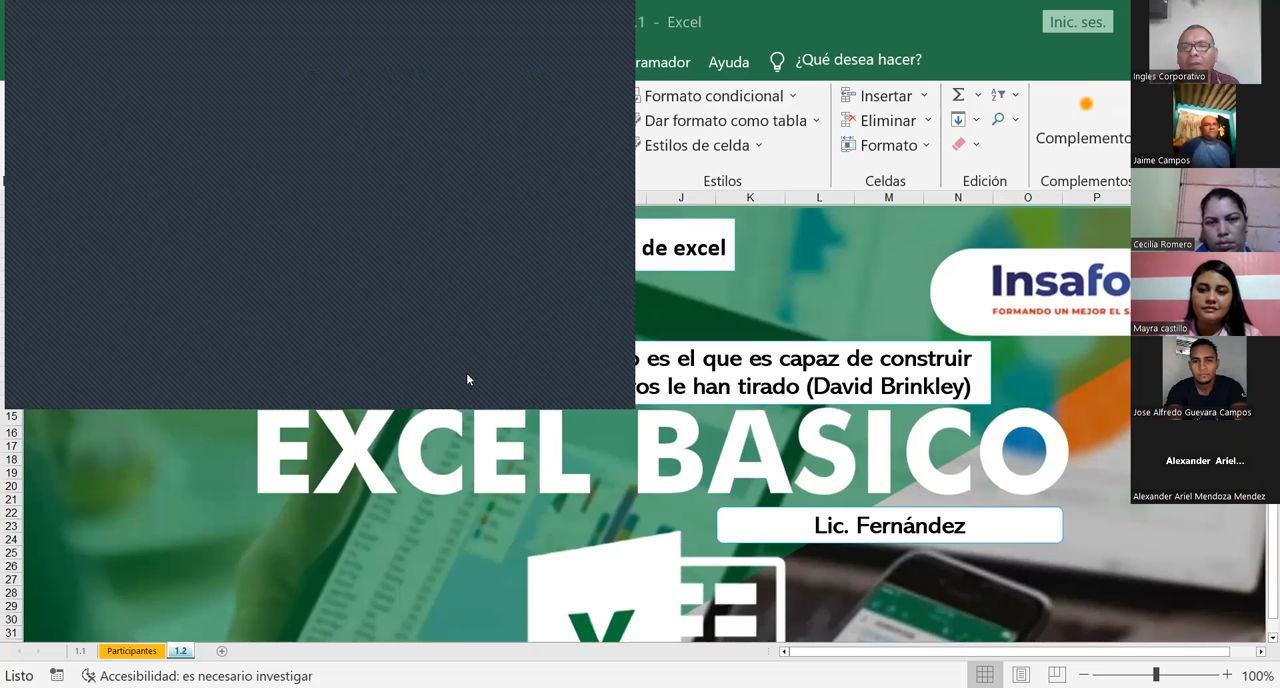 .1 - Excel
Inic. ses.
ramador
Ayuda
¿Qué desea hacer?
Formato condicional
Insertar
Dar formato como tabla
Eliminar
Estilos de celda
Formato
Complemento
Estilos
Celdas
Edición
Complementos
J K L M N O P
de excel
Insafo
FORMANDO UN MEJOR EL S
o es el que es capaz de construir
os le han tirado (David Brinkley)
EXCEL BASICO
Lic. Fernández
15
16
17
18
19
20
21
22
23
24
25
26
27
28
29
30
31
Ingles Corporativo
Jaime Campos
Cecilia Romero
Mayra castillo
Jose Alfredo Guevara Campos
Alexander Ariel...
Alexander Ariel Mendoza Mendez
1.1
Participantes
1.2
Listo
Accesibilidad: es necesario investigar
100%